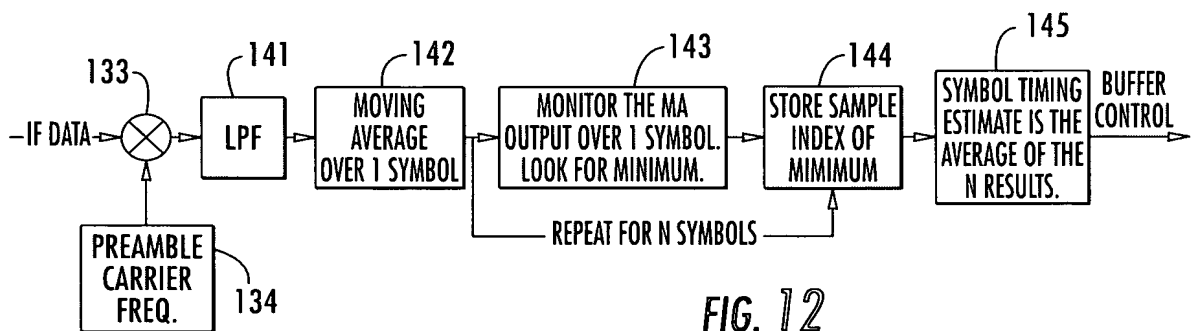 133
141
142
143
144
145
IF DATA
LPF
MOVING
AVERAGE
OVER 1 SYMBOL
MONITOR THE MA
OUTPUT OVER 1 SYMBOL.
LOOK FOR MINIMUM.
STORE SAMPLE
INDEX OF
MIMIMUM
SYMBOL TIMING
ESTIMATE IS THE
AVERAGE OF THE
N RESULTS.
BUFFER
CONTROL
REPEAT FOR N SYMBOLS
PREAMBLE
CARRIER
FREQ.
134
FIG. 12